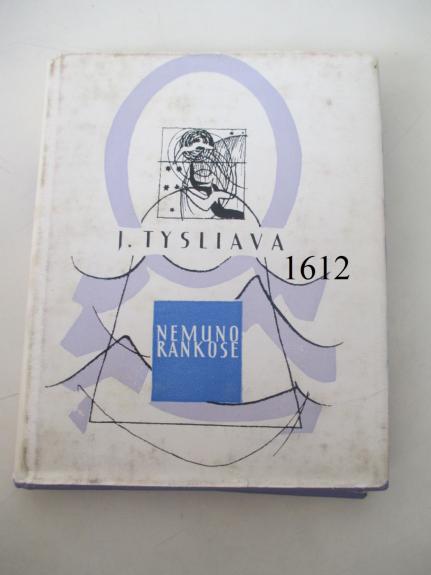 J. TYSLIAVA
1612
NEMUNO
RANKOSE